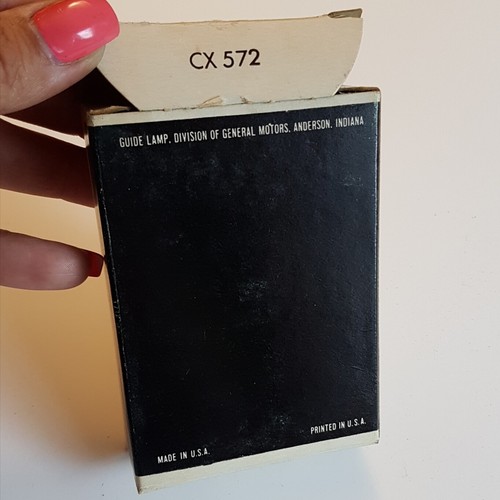 CX 572
GUIDE LAMP, DIVISION OF GENERAL MOTORS, ANDERSON, INDIANA
MADE IN U.S.A.
PRINTED IN U.S.A.